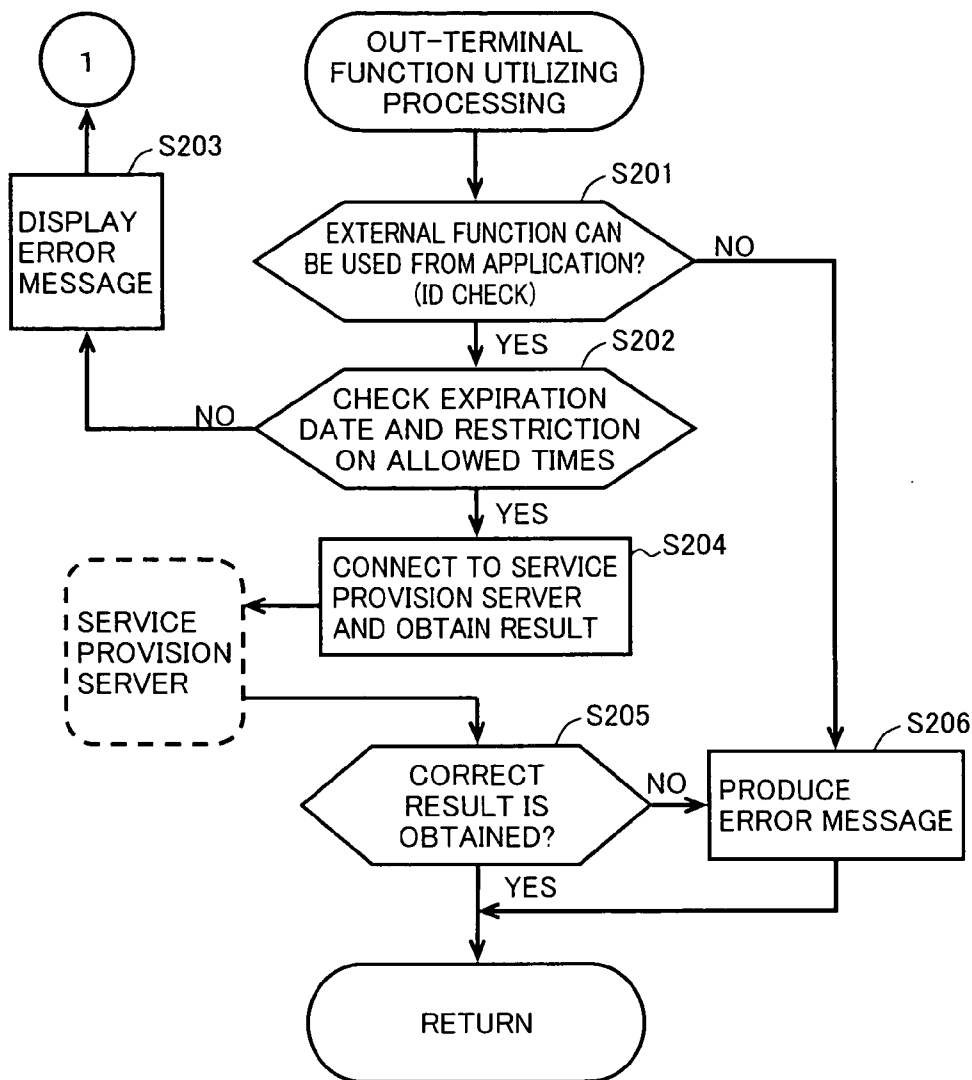 1
OUT-TERMINAL
FUNCTION UTILIZING
PROCESSING
S203
DISPLAY
ERROR
MESSAGE
S201
EXTERNAL FUNCTION CAN
BE USED FROM APPLICATION?
(ID CHECK)
NO
YES
S202
CHECK EXPIRATION
DATE AND RESTRICTION
ON ALLOWED TIMES
NO
YES
S204
CONNECT TO SERVICE
PROVISION SERVER
AND OBTAIN RESULT
SERVICE
PROVISION
SERVER
S205
CORRECT
RESULT IS
OBTAINED?
NO
YES
S206
PRODUCE
ERROR MESSAGE
RETURN